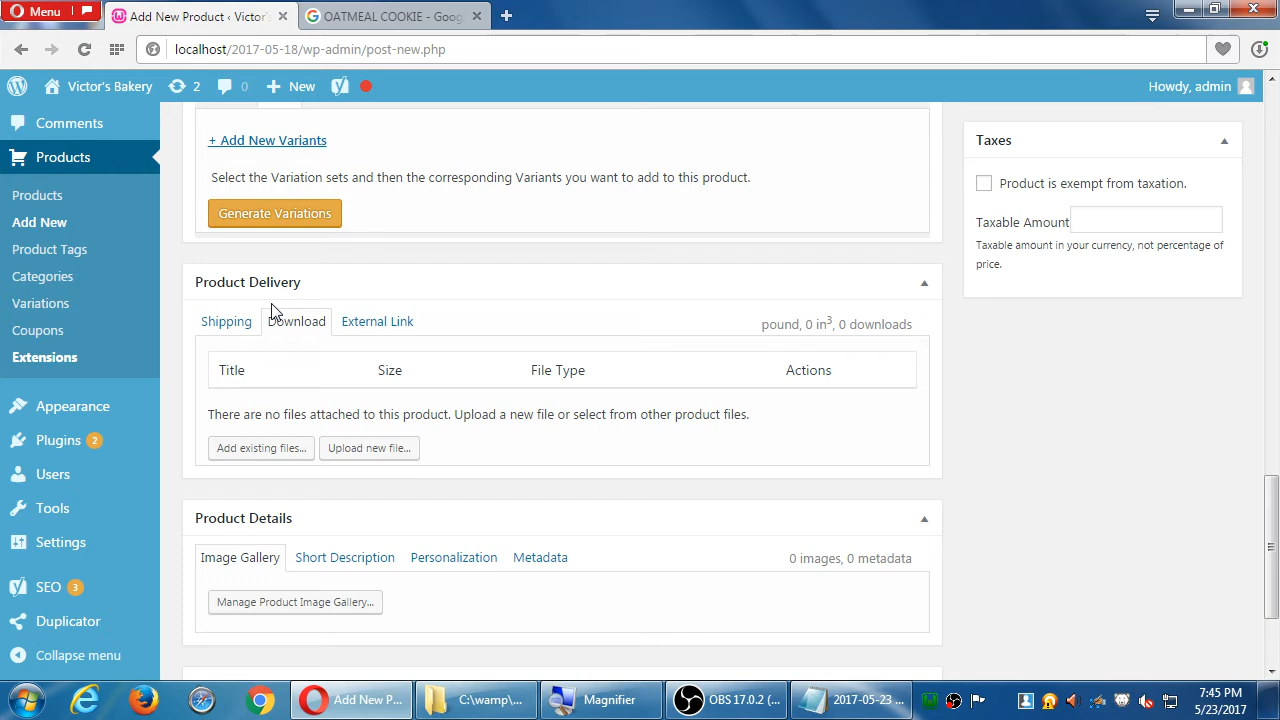 Menu
Add New Product ‹ Victor's
OATMEAL COOKIE - Goog
localhost/2017-05-18/wp-admin/post-new.php
Victor's Bakery
2
0
New
Howdy, admin
Comments
Products
Products
Add New
Product Tags
Categories
Variations
Coupons
Extensions
Appearance
Plugins 2
Users
Tools
Settings
SEO 3
Duplicator
Collapse menu
+ Add New Variants
Select the Variation sets and then the corresponding Variants you want to add to this product.
Generate Variations
Product Delivery
Shipping
Download
External Link
pound, 0 in3, 0 downloads
Title Size File Type Actions
There are no files attached to this product. Upload a new file or select from other product files.
Add existing files...
Upload new file...
Product Details
Image Gallery
Short Description
Personalization
Metadata
0 images, 0 metadata
Manage Product Image Gallery...
Taxes
Product is exempt from taxation.
Taxable Amount
Taxable amount in your currency, not percentage of
price.
Add New P...
C:\wamp\...
Magnifier
OBS 17.0.2 (...
2017-05-23 ...
7:45 PM
5/23/2017